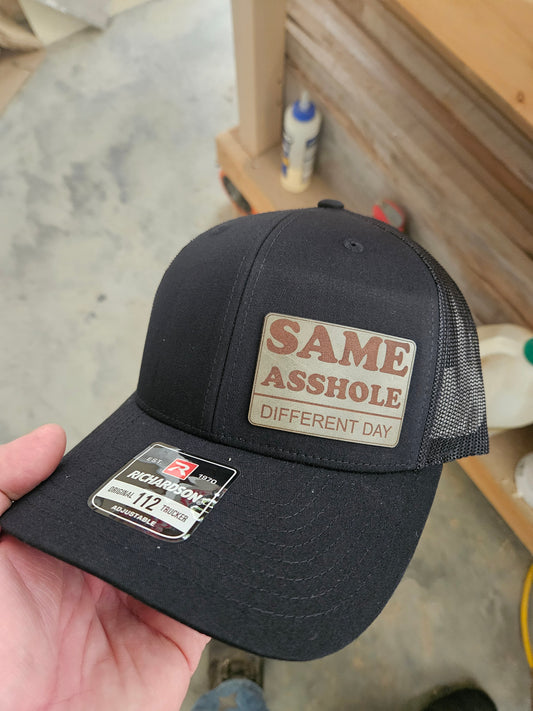 SAME
ASSHOLE
DIFFERENT DAY
EST. R 1970
RICHARDSON
ORIGINAL 112 TRUCKER
ADJUSTABLE